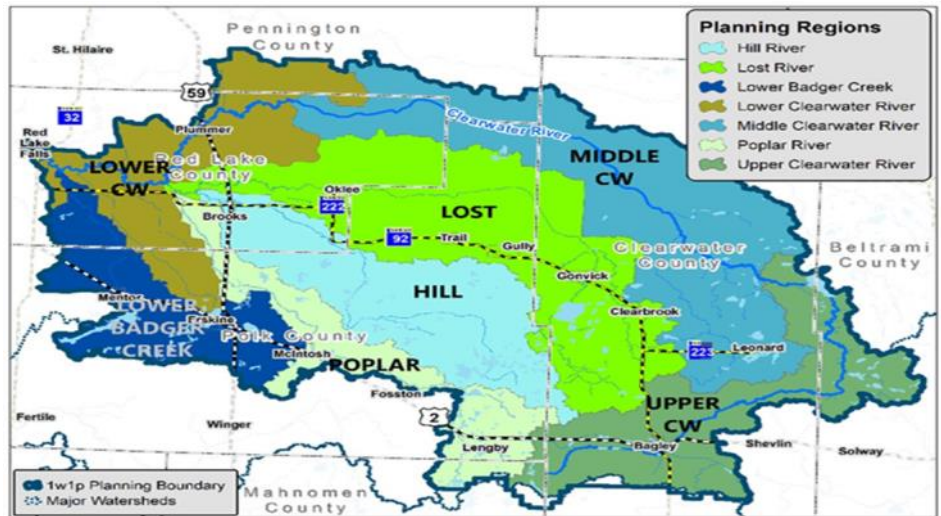 Pennington
County
St. Hilaire
59
32
Red
Lake
Falls
Plummer
Clearwater River
LOWER
CW
Red Lake
County
MIDDLE
CW
Oklee
222
Brooks
LOST
92
Trail
Gully
Clearwater
County
Beltrami
County
Gonvick
HILL
Clearbrook
Mentor
LOWER
BADGER
CREEK
Erskine
Polk County
McIntosh
223
Leonard
POPLAR
Fosston
UPPER
CW
Fertile
Winger
2
Lengby
Bagley
Shevlin
Solway
Mahnomen
County
Planning Regions
Hill River
Lost River
Lower Badger Creek
Lower Clearwater River
Middle Clearwater River
Poplar River
Upper Clearwater River
1w1p Planning Boundary
Major Watersheds